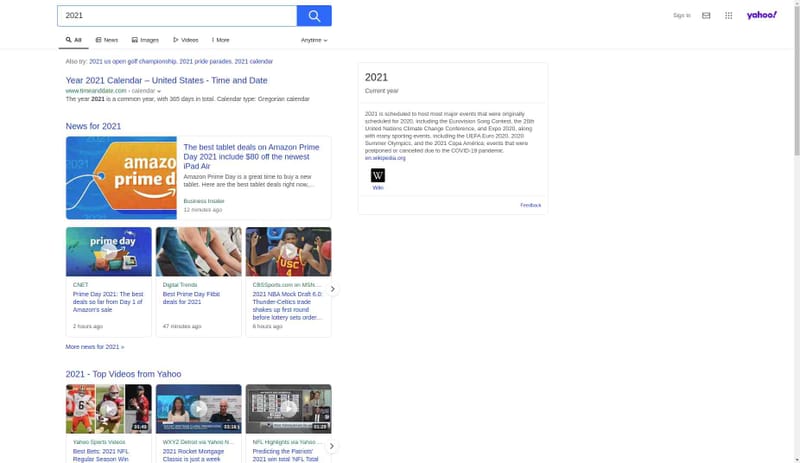 2021
Sign in
yahoo!
All
News
Images
Videos
More
Anytime
Also try: 2021 us open golf championship, 2021 pride parades, 2021 calendar
Year 2021 Calendar – United States - Time and Date
www.timeanddate.com › calendar
The year 2021 is a common year, with 365 days in total. Calendar type: Gregorian calendar
News for 2021
2021
amazo
prime d
The best tablet deals on Amazon Prime
Day 2021 include $80 off the newest
iPad Air
Amazon Prime Day is a great time to buy a new
tablet. Here are the best tablet deals right now,...
Business Insider
12 minutes ago
prime day
CNET
Prime Day 2021: The best
deals so far from Day 1 of
Amazon's sale
2 hours ago
Digital Trends
Best Prime Day Fitbit
deals for 2021
47 minutes ago
USC
4
CBSSports.com on MSN....
2021 NBA Mock Draft 6.0:
Thunder-Celtics trade
shakes up first round
before lottery sets order...
6 hours ago
More news for 2021 »
2021 - Top Videos from Yahoo
6
01:40
Yahoo Sports Videos
Best Bets: 2021 NFL
Regular Season Win
03:16:1
WXYZ Detroit via Yahoo N...
2021 Rocket Mortgage
Classic is just a week
01:29
NFL Highlights via Yahoo ...
Predicting the Patriots'
2021 win total 'NFL Total
2021
Current year
2021 is scheduled to host most major events that were originally
scheduled for 2020, including the Eurovision Song Contest, the 26th
United Nations Climate Change Conference, and Expo 2020, along
with many sporting events, including the UEFA Euro 2020, 2020
Summer Olympics, and the 2021 Copa América; events that were
postponed or canceled due to the COVID-19 pandemic.
en.wikipedia.org
W
Wiki
Feedback